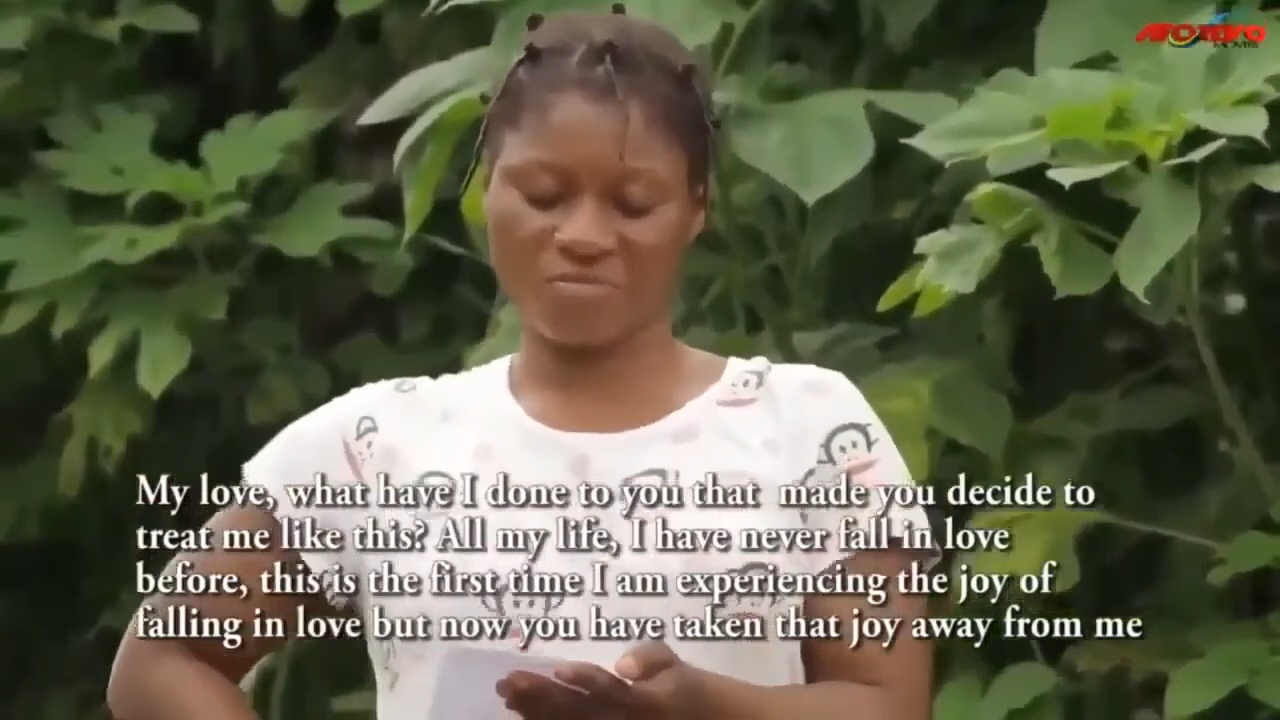 My love, what have I done to you that made you decide to
treat me like this? All my life, I have never fall in love
before, this is the first time I am experiencing the joy of
falling in love but now you have taken that joy away from me